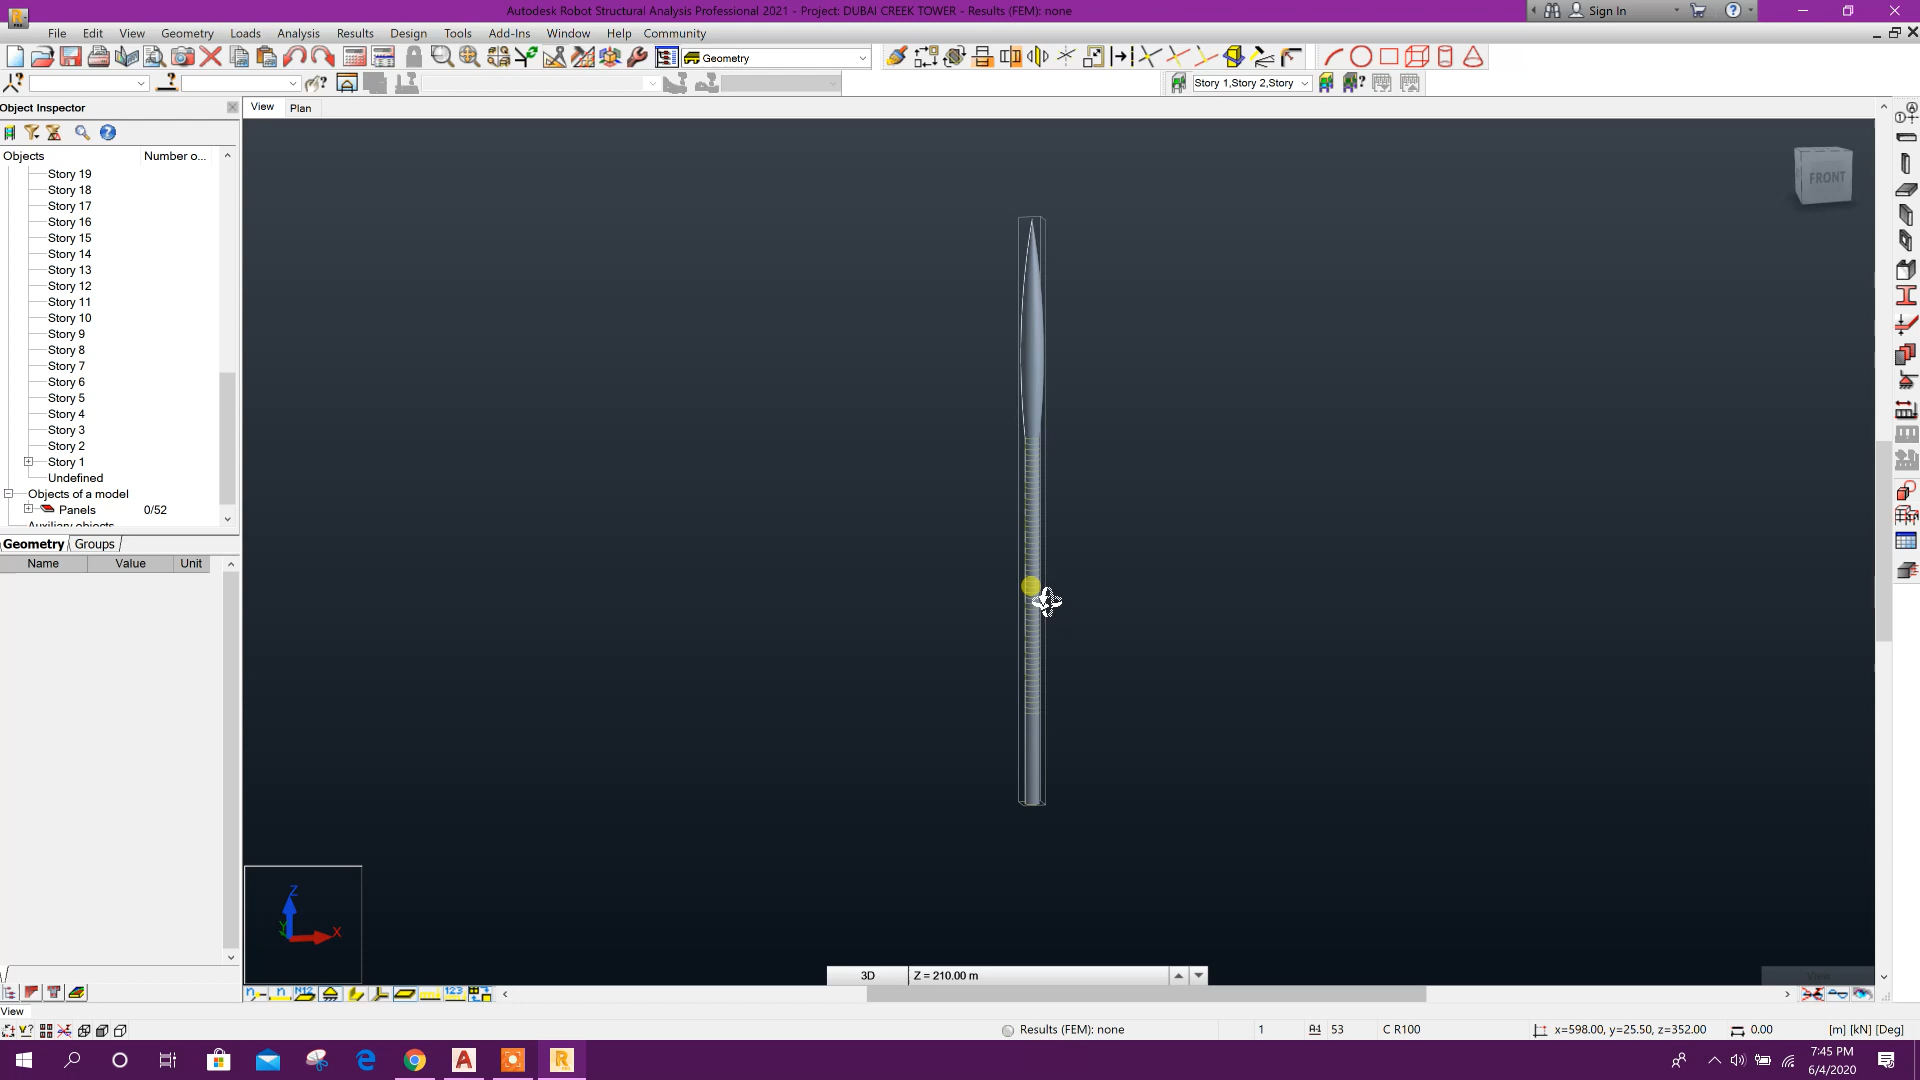 Autodesk Robot Structural Analysis Professional 2021 - Project: DUBAI CREEK TOWER - Results (FEM): none
Sign In
File Edit View Geometry Loads Analysis Results Design Tools Add-Ins Window Help Community
Geometry
Story 1,Story 2,Story
Object Inspector
View Plan
Objects Number o...
Story 19
Story 18
Story 17
Story 16
Story 15
Story 14
Story 13
Story 12
Story 11
Story 10
Story 9
Story 8
Story 7
Story 6
Story 5
Story 4
Story 3
Story 2
Story 1
Undefined
Objects of a model
Panels 0/52
Auxiliary objects
Geometry Groups
Name Value Unit
FRONT
Z
Y
X
3D Z = 210.00 m
View
View
Results (FEM): none 1 53 C R100 x=598.00, y=25.50, z=352.00 0.00 [m] [kN] [Deg]
7:45 PM
6/4/2020